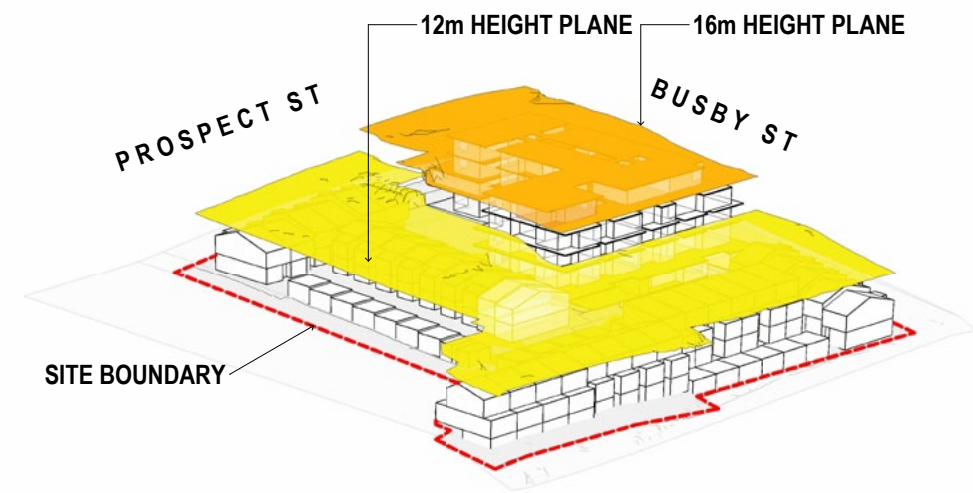 12m HEIGHT PLANE
16m HEIGHT PLANE
PROSPECT ST
BUSBY ST
SITE BOUNDARY